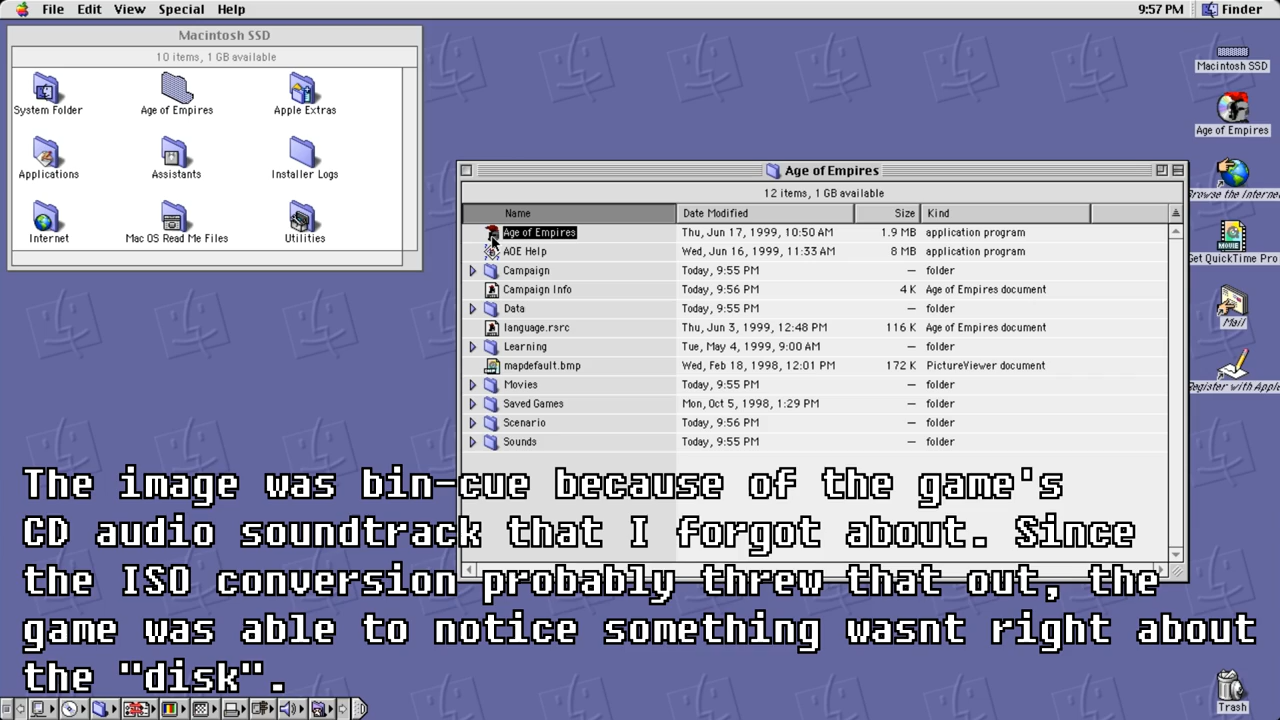 File Edit View Special Help
9:57 PM Finder
Macintosh SSD
10 items, 1 GB available
System Folder Age of Empires Apple Extras
Applications Assistants Installer Logs
Internet Mac OS Read Me Files Utilities
Macintosh SSD
Age of Empires
Browse the Internet
Get QuickTime Pro
Mail
Register with Apple
Trash
Age of Empires
12 items, 1 GB available
Name Date Modified Size Kind
Age of Empires Thu, Jun 17, 1999, 10:50 AM 1.9 MB application program
AOE Help Wed, Jun 16, 1999, 11:33 AM 8 MB application program
Campaign Today, 9:55 PM — folder
Campaign Info Today, 9:56 PM 4 K Age of Empires document
Data Today, 9:55 PM — folder
language.rsrc Thu, Jun 3, 1999, 12:48 PM 116 K Age of Empires document
Learning Tue, May 4, 1999, 9:00 AM — folder
mapdefault.bmp Wed, Feb 18, 1998, 12:01 PM 172 K PictureViewer document
Movies Today, 9:55 PM — folder
Saved Games Mon, Oct 5, 1998, 1:29 PM — folder
Scenario Today, 9:56 PM — folder
Sounds Today, 9:55 PM — folder
The image was bin-cue because of the game's
CD audio soundtrack that I forgot about. Since
the ISO conversion probably threw that out, the
game was able to notice something wasnt right about
the "disk".